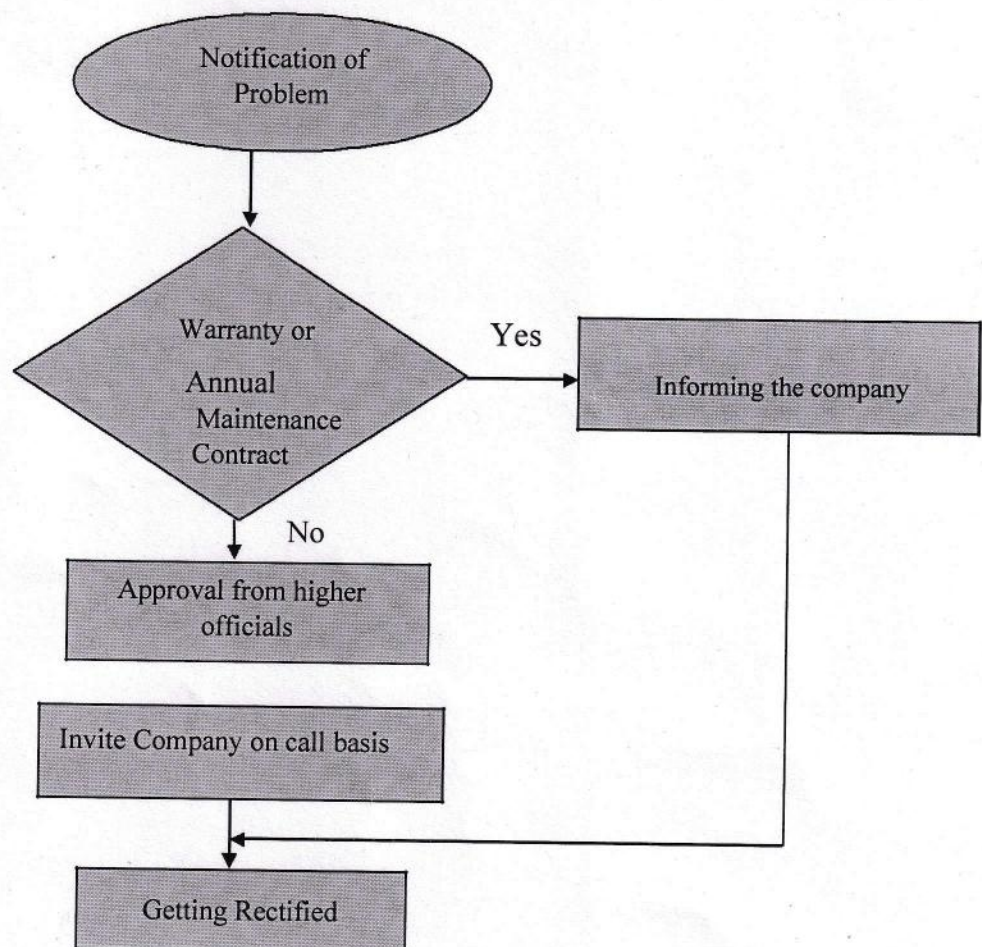 Notification of
Problem
Warranty or
Annual
Maintenance
Contract
Yes
Informing the company
No
Approval from higher
officials
Invite Company on call basis
Getting Rectified